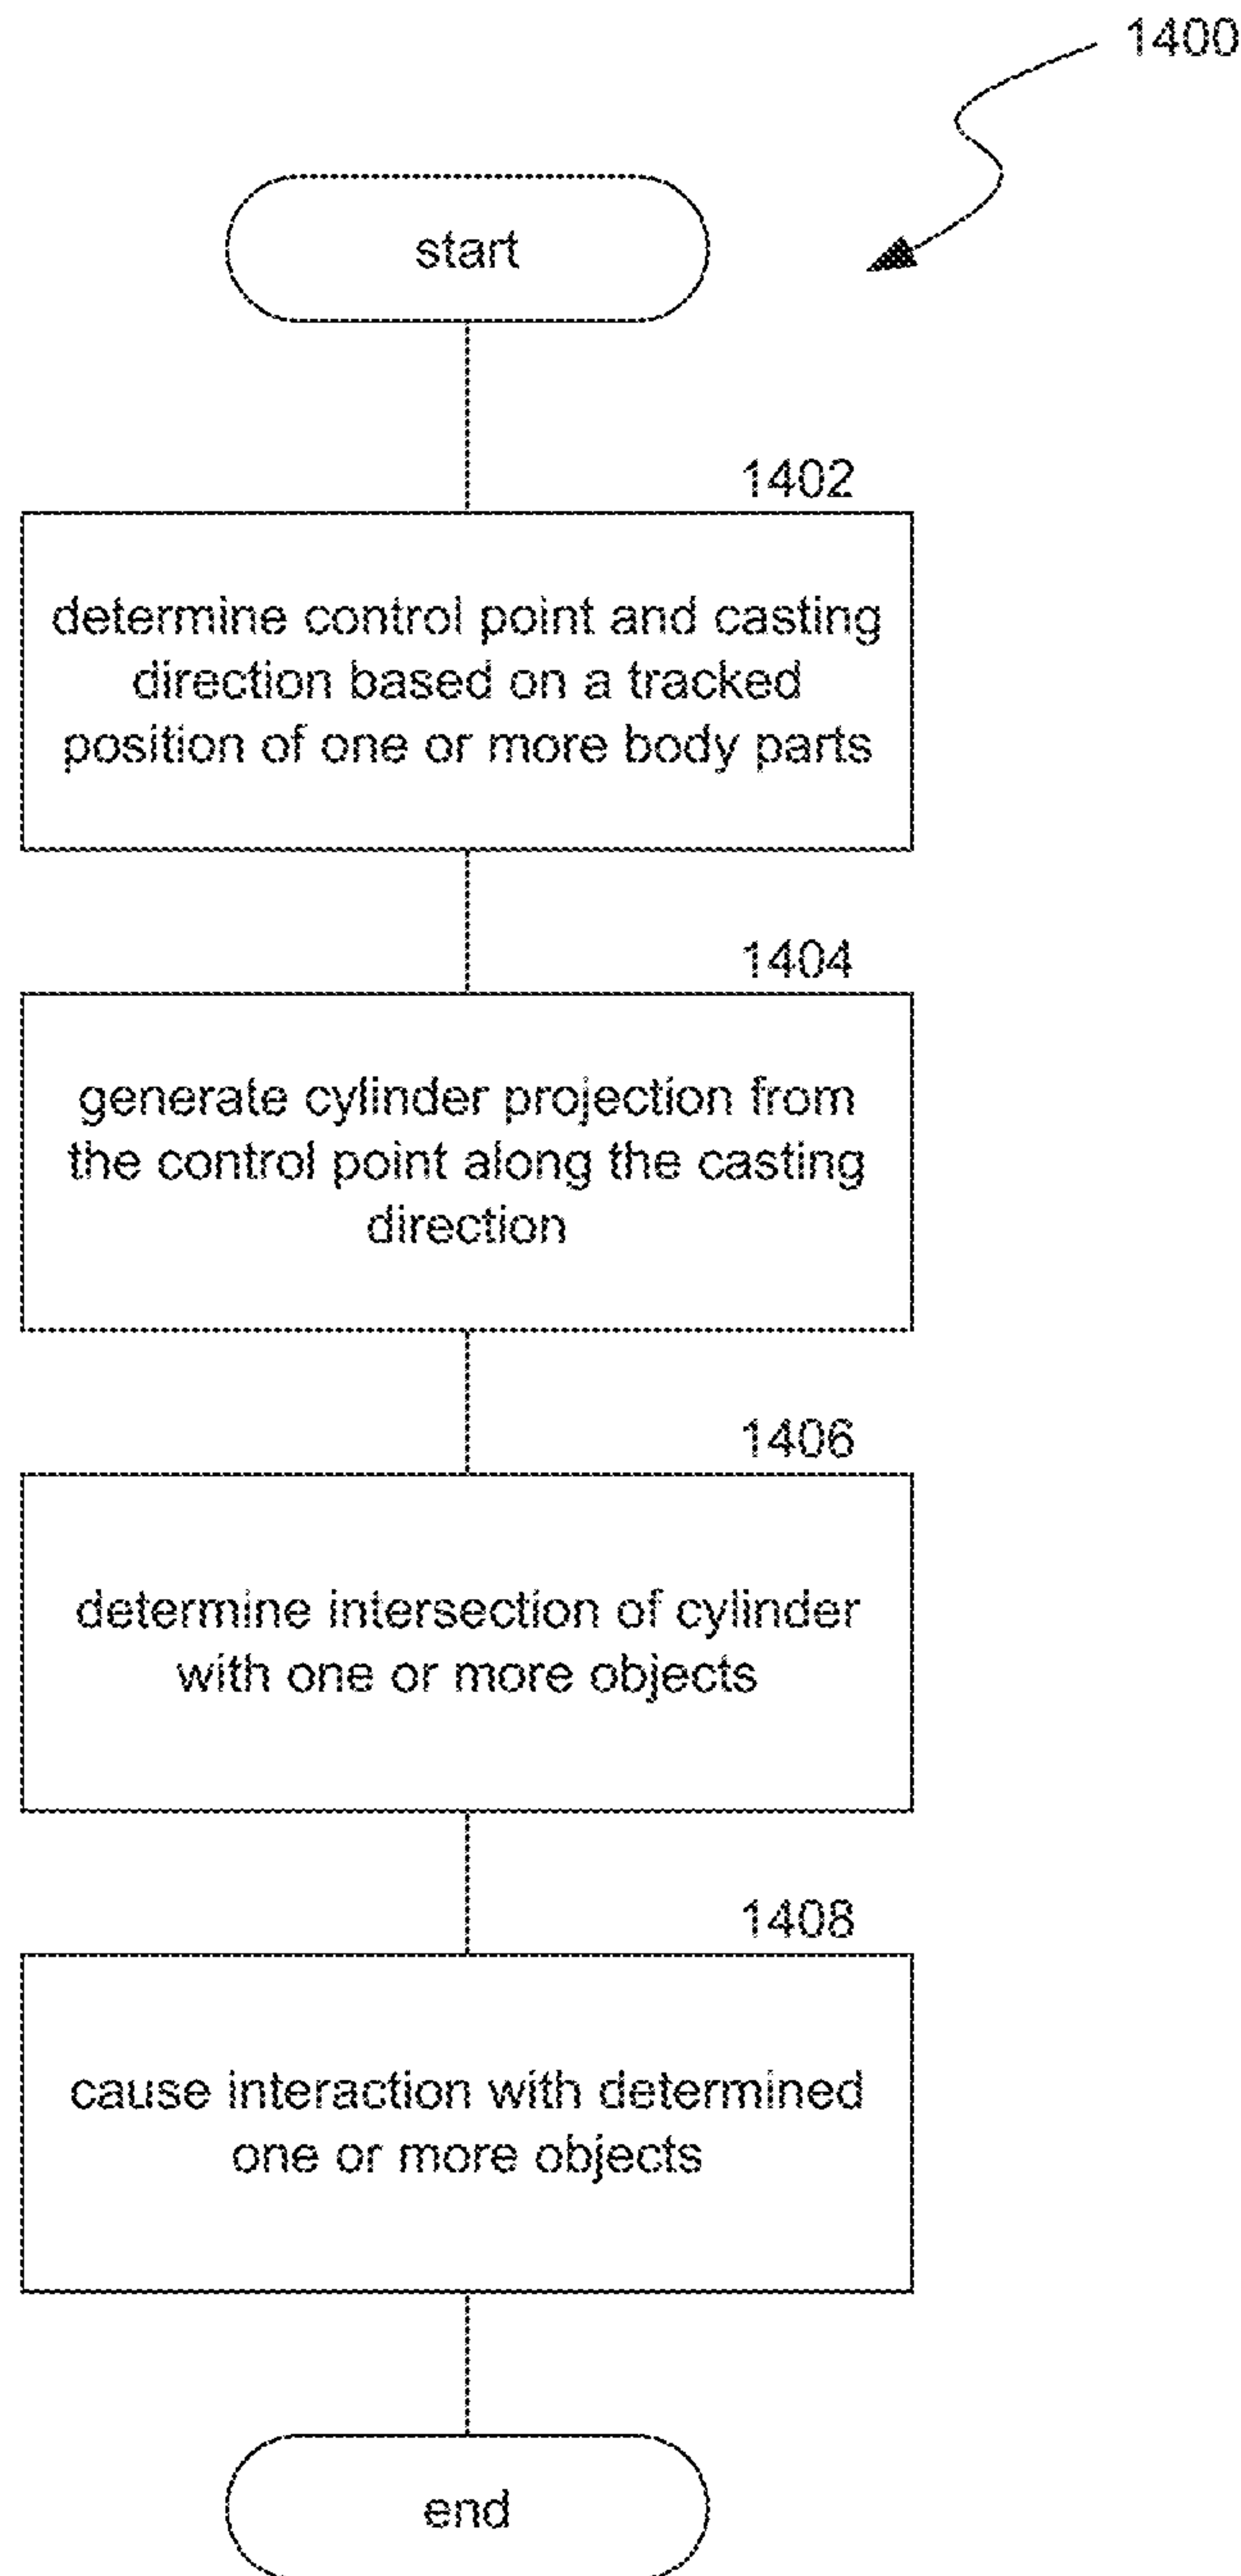 1400
start
1402
determine control point and casting
direction based on a tracked
position of one or more body parts
1404
generate cylinder projection from
the control point along the casting
direction
1406
determine intersection of cylinder
with one or more objects
1408
cause interaction with determined
one or more objects
end